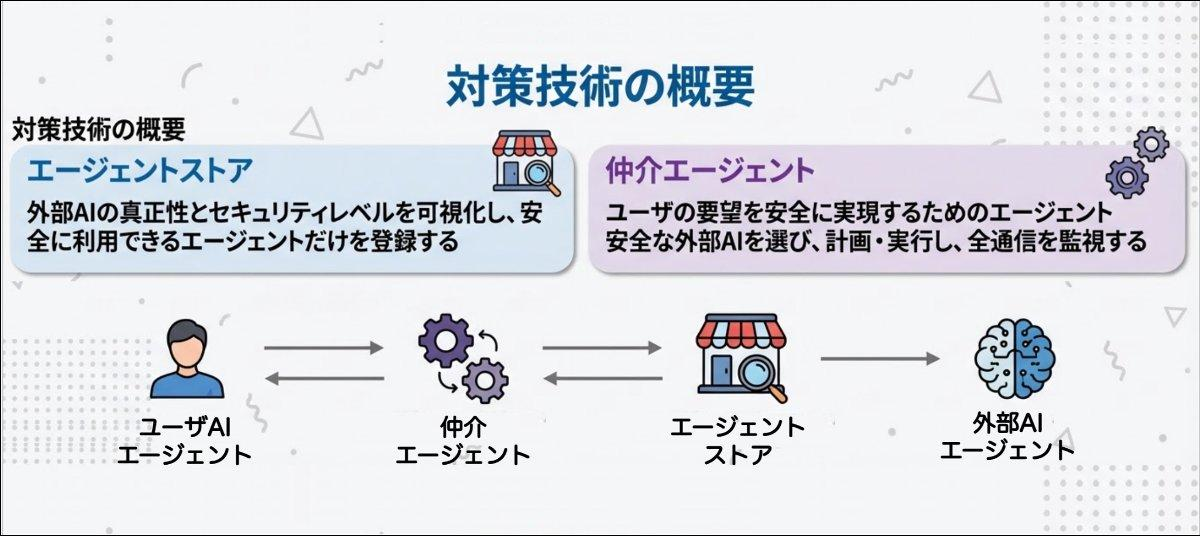 対策技術の概要
対策技術の概要
エージェントストア
外部AIの真正性とセキュリティレベルを可視化し、安
全に利用できるエージェントだけを登録する
仲介エージェント
ユーザの要望を安全に実現するためのエージェント
安全な外部AIを選び、計画・実行し、全通信を監視する
ユーザAI
エージェント
仲介
エージェント
エージェント
ストア
外部AI
エージェント